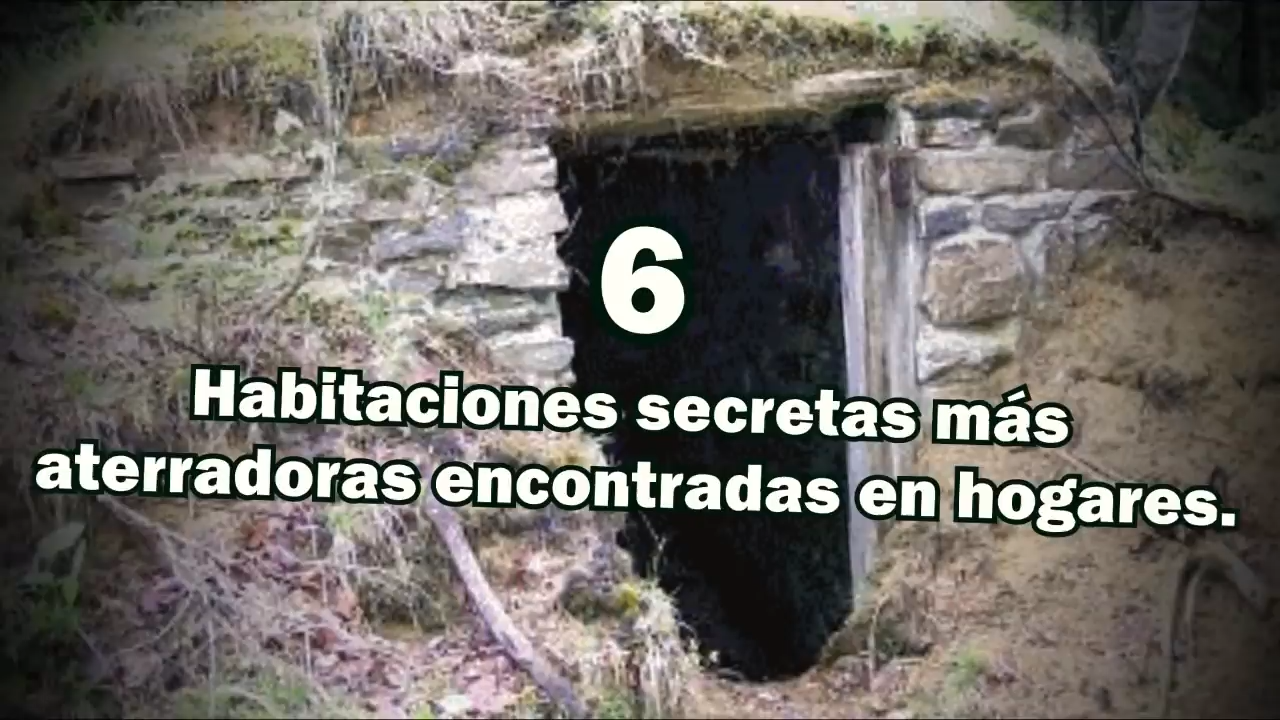 6
Habitaciones secretas más
aterradoras encontradas en hogares.